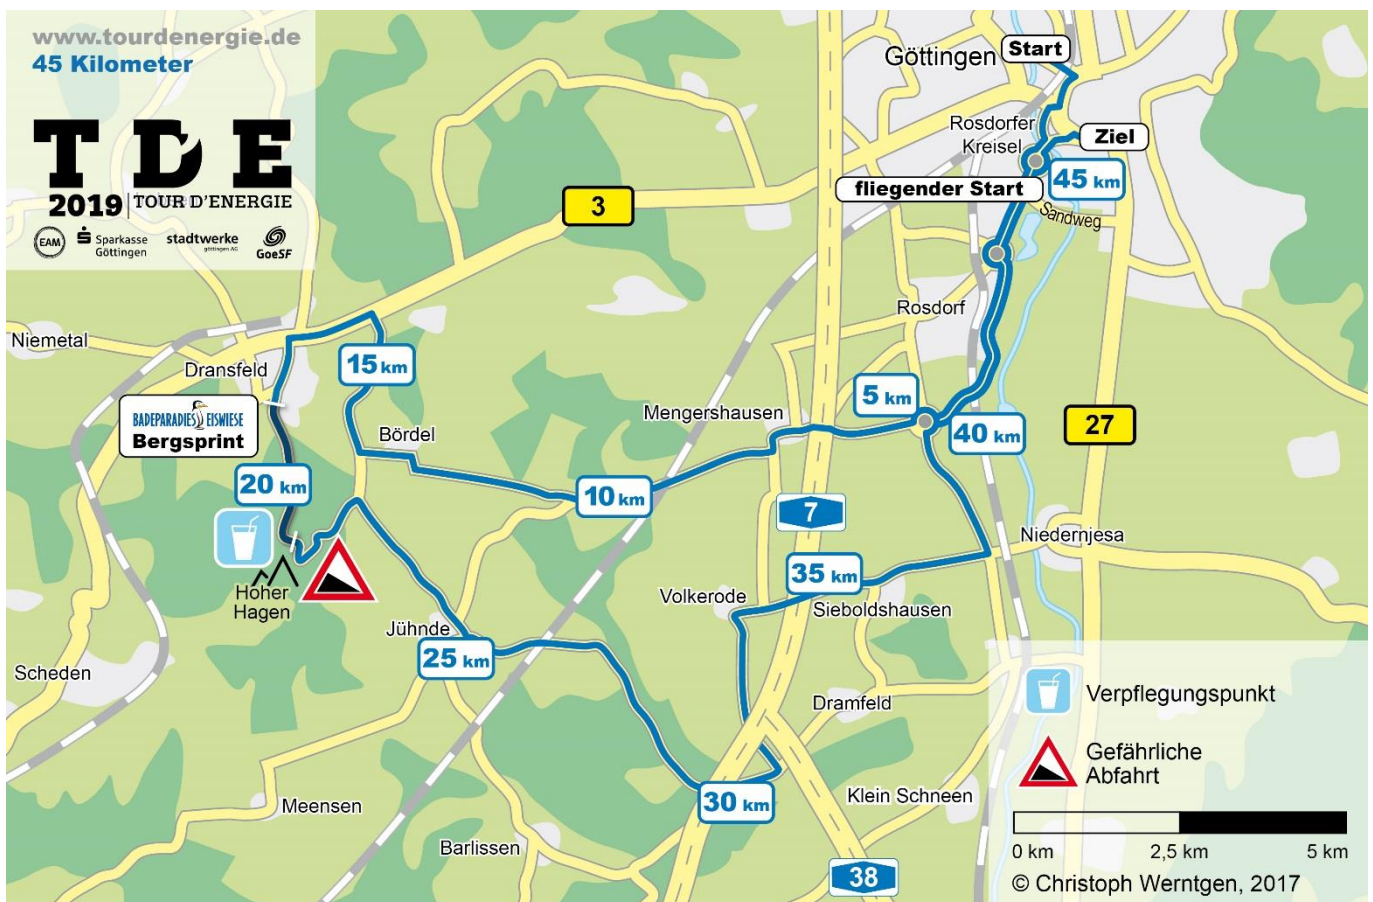 www.tourdenergie.de
45 Kilometer
TDE
2019 TOUR D'ENERGIE
EAM
Sparkasse
Göttingen
stadtwerke
göttingen AG
GoeSF
Göttingen
Start
Rosdorfer
Kreisel
Ziel
45 km
fliegender Start
Sandweg
3
Rosdorf
Niemetal
Dransfeld
15 km
5 km
BADEPARADIES EISWIESE
Bergsprint
Mengershausen
40 km
27
Bördel
20 km
10 km
7
Niedernjesa
Hoher
Hagen
35 km
Volkerode
Sieboldshausen
Jühnde
25 km
Scheden
Dramfeld
Verpflegungspunkt
Gefährliche
Abfahrt
30 km
Klein Schneen
Meensen
Barlissen
0 km 2,5 km 5 km
38
© Christoph Werntgen, 2017